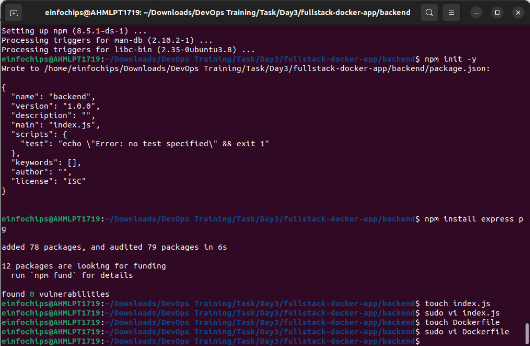 einfochips@AHMLPT1719: ~/Downloads/DevOps Training/Task/Day3/fullstack-docker-app/backend
Setting up npm (8.5.1~ds-1) ...
Processing triggers for man-db (2.10.2-1) ...
Processing triggers for libc-bin (2.35-0ubuntu3.8) ...
einfochips@AHMLPT1719:~/Downloads/DevOps Training/Task/Day3/fullstack-docker-app/backend$ npm init -y
Wrote to /home/einfochips/Downloads/DevOps Training/Task/Day3/fullstack-docker-app/backend/package.json:
{
"name": "backend",
"version": "1.0.0",
"description": "",
"main": "index.js",
"scripts": {
"test": "echo \"Error: no test specified\" && exit 1"
},
"keywords": [],
"author": "",
"license": "ISC"
}
einfochips@AHMLPT1719:~/Downloads/DevOps Training/Task/Day3/fullstack-docker-app/backend$ npm install express p
g
added 78 packages, and audited 79 packages in 6s
12 packages are looking for funding
run `npm fund` for details
found 0 vulnerabilities
einfochips@AHMLPT1719:~/Downloads/DevOps Training/Task/Day3/fullstack-docker-app/backend$ touch index.js
einfochips@AHMLPT1719:~/Downloads/DevOps Training/Task/Day3/fullstack-docker-app/backend$ sudo vi index.js
einfochips@AHMLPT1719:~/Downloads/DevOps Training/Task/Day3/fullstack-docker-app/backend$ touch Dockerfile
einfochips@AHMLPT1719:~/Downloads/DevOps Training/Task/Day3/fullstack-docker-app/backend$ sudo vi Dockerfile
einfochips@AHMLPT1719:~/Downloads/DevOps Training/Task/Day3/fullstack-docker-app/backend$